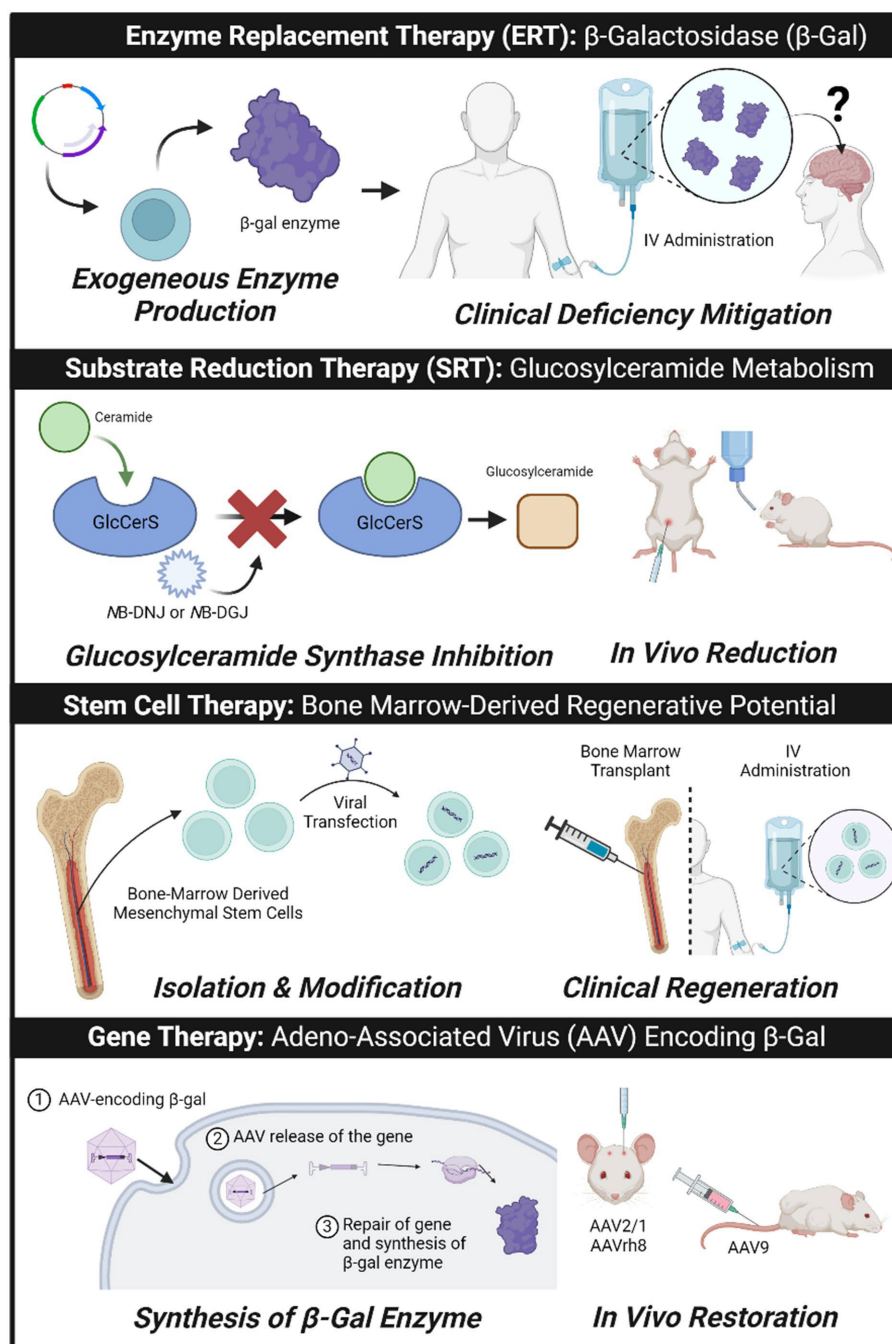 Enzyme Replacement Therapy (ERT): β-Galactosidase (β-Gal)
?
β-gal enzyme
IV Administration
Exogeneous Enzyme
Production
Clinical Deficiency Mitigation
Substrate Reduction Therapy (SRT): Glucosylceramide Metabolism
Ceramide
GlcCerS
GlcCerS
Glucosylceramide
NB-DNJ or NB-DGJ
Glucosylceramide Synthase Inhibition
In Vivo Reduction
Stem Cell Therapy: Bone Marrow-Derived Regenerative Potential
Viral
Transfection
Bone-Marrow Derived
Mesenchymal Stem Cells
Bone Marrow
Transplant
IV
Administration
Isolation & Modification
Clinical Regeneration
Gene Therapy: Adeno-Associated Virus (AAV) Encoding β-Gal
1 AAV-encoding β-gal
2 AAV release of the gene
3 Repair of gene
and synthesis of
β-gal enzyme
AAV2/1
AAVrh8
AAV9
Synthesis of β-Gal Enzyme
In Vivo Restoration